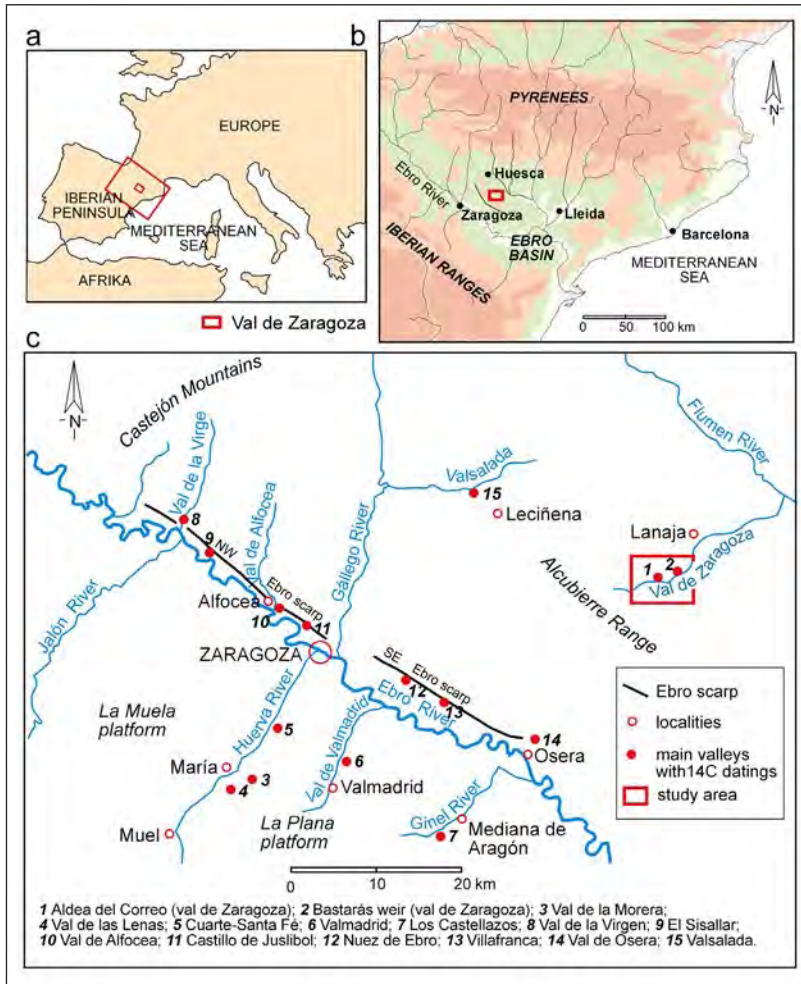 a
EUROPE
IBERIAN
PENINSULA
MEDITERRANEAN
SEA
AFRIKA
Val de Zaragoza
b
N
PYRENEES
Huesca
Ebro River
Zaragoza
Lleida
EBRO
BASIN
Barcelona
IBERIAN RANGES
MEDITERRANEAN
SEA
0 50 100 km
c
N
Castejón Mountains
Val de la Virge
Flumen River
Valsalada
15
Leciñena
8
9
NW
Val de Alfocea
Gállego River
Lanaja
1
2
Val de Zaragoza
Ebro scarp
Alfocea
10
11
Alcubierre Range
Jalón River
ZARAGOZA
SE
Ebro scarp
12
13
Ebro River
14
Osera
La Muela
platform
Huerva River
5
Val de Valmadrid
6
Valmadrid
María
3
4
La Plana
platform
Ginel River
Mediana de
Aragón
7
Muel
Ebro scarp
localities
main valleys
with14C datings
study area
0 10 20 km
1 Aldea del Correo (val de Zaragoza); 2 Bastarás weir (val de Zaragoza); 3 Val de la Morera;
4 Val de las Lenas; 5 Cuarte-Santa Fé; 6 Valmadrid; 7 Los Castellazos; 8 Val de la Virgen; 9 El Sisallar;
10 Val de Alfocea; 11 Castillo de Juslibol; 12 Nuez de Ebro; 13 Villafranca; 14 Val de Osera; 15 Valsalada.